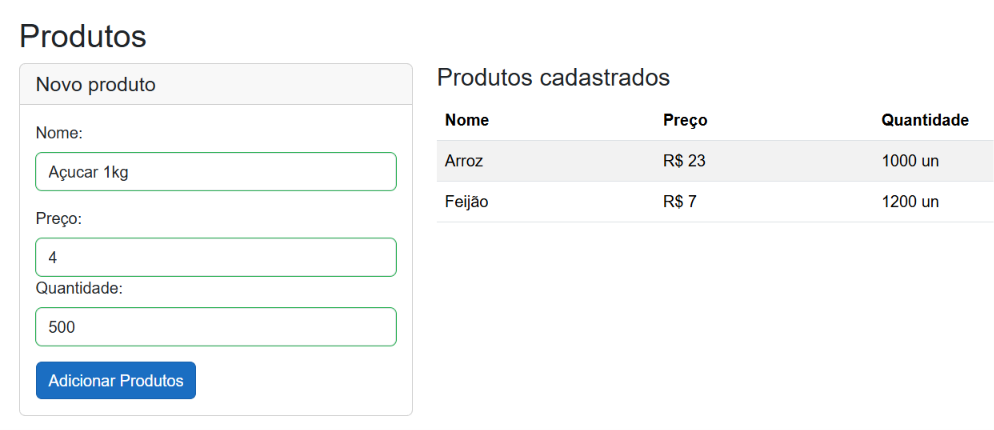 Produtos
Novo produto
Nome:
Açucar 1kg
Preço:
4
Quantidade:
500
Adicionar Produtos
Produtos cadastrados
Nome Preço Quantidade
Arroz R$ 23 1000 un
Feijão R$ 7 1200 un